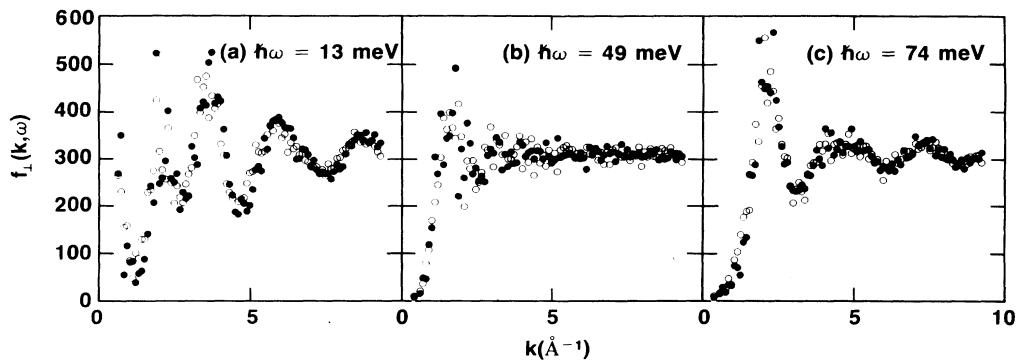 600
500
400
300
200
100
0
f⊥(k,ω)
(a) ħω = 13 meV
(b) ħω = 49 meV
(c) ħω = 74 meV
0 5 0 5 0 5 10
k(Å⁻¹)